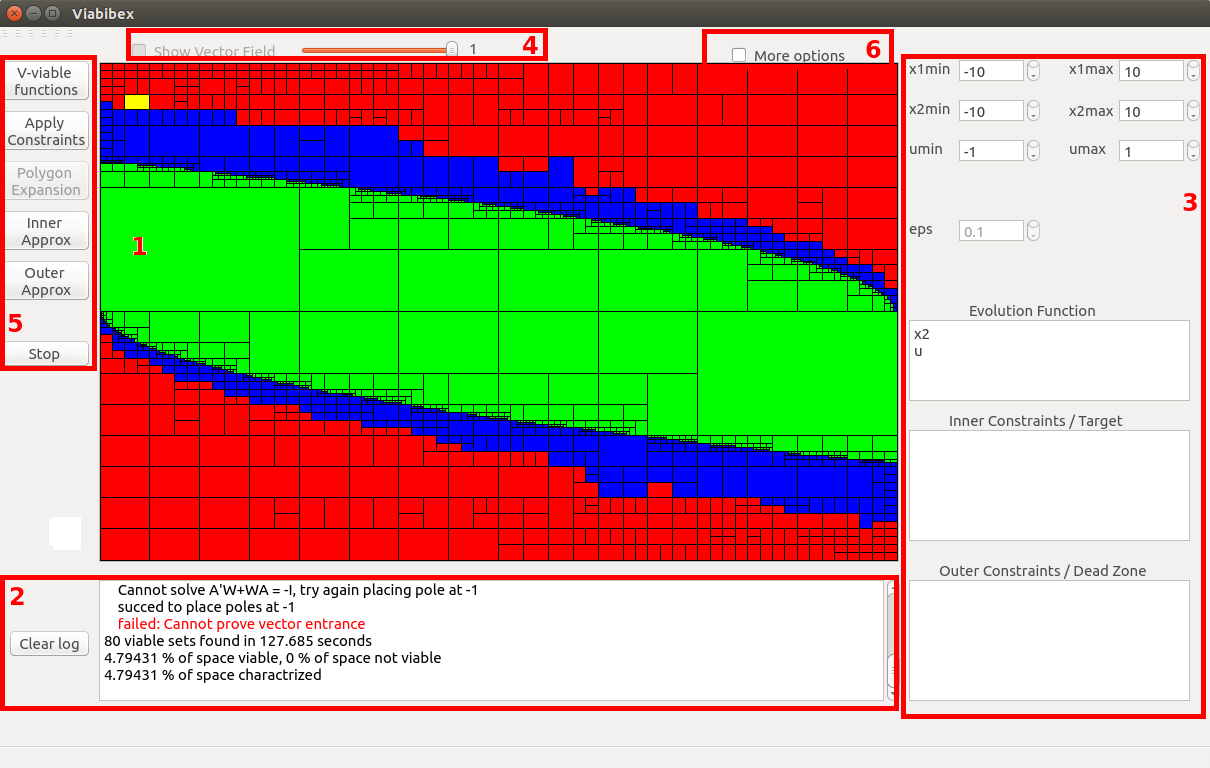 Viabibex
Show Vector Field 1 4
More options 6
V-viable
functions
Apply
Constraints
Polygon
Expansion
Inner
Approx
Outer
Approx
5
Stop
1
x1min -10 x1max 10
x2min -10 x2max 10
umin -1 umax 1
3
eps 0.1
Evolution Function
x2
u
Inner Constraints / Target
Outer Constraints / Dead Zone
2
Clear log
Cannot solve A'W+WA = -I, try again placing pole at -1
succed to place poles at -1
failed: Cannot prove vector entrance
80 viable sets found in 127.685 seconds
4.79431 % of space viable, 0 % of space not viable
4.79431 % of space charactrized